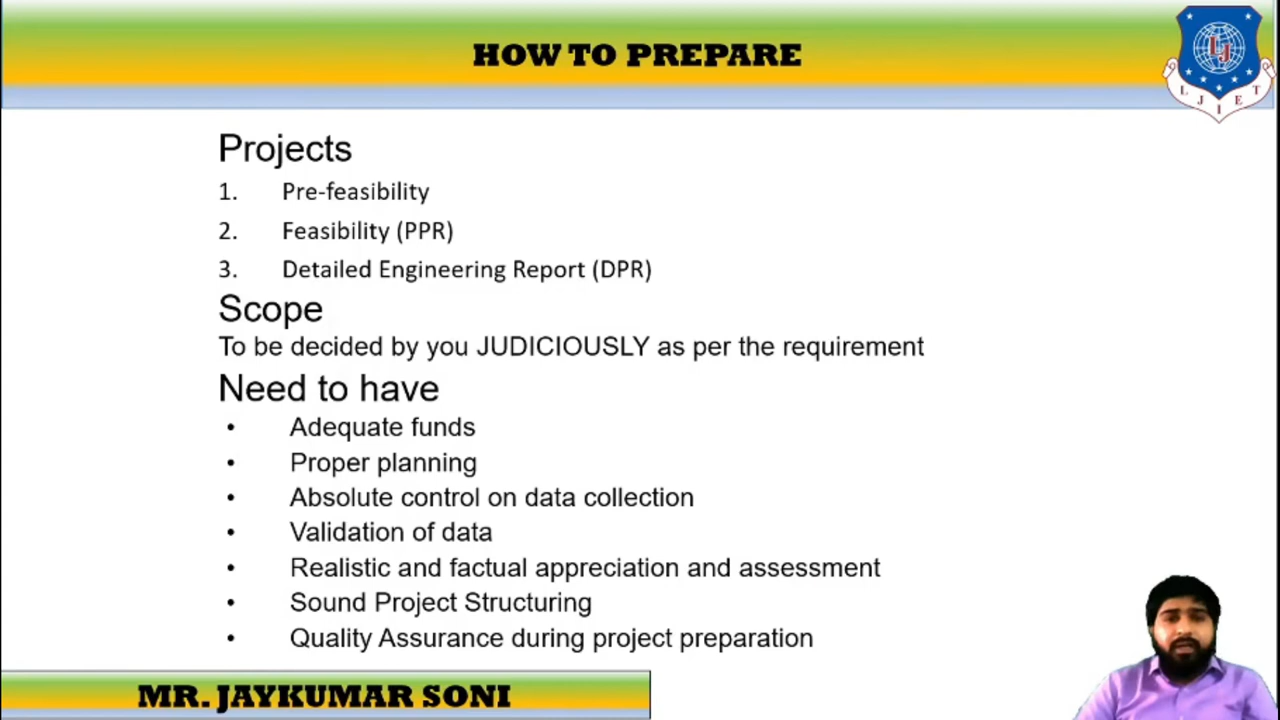 HOW TO PREPARE
LJ
L J I E T
Projects
1. Pre-feasibility
2. Feasibility (PPR)
3. Detailed Engineering Report (DPR)
Scope
To be decided by you JUDICIOUSLY as per the requirement
Need to have
• Adequate funds
• Proper planning
• Absolute control on data collection
• Validation of data
• Realistic and factual appreciation and assessment
• Sound Project Structuring
• Quality Assurance during project preparation
MR. JAYKUMAR SONI